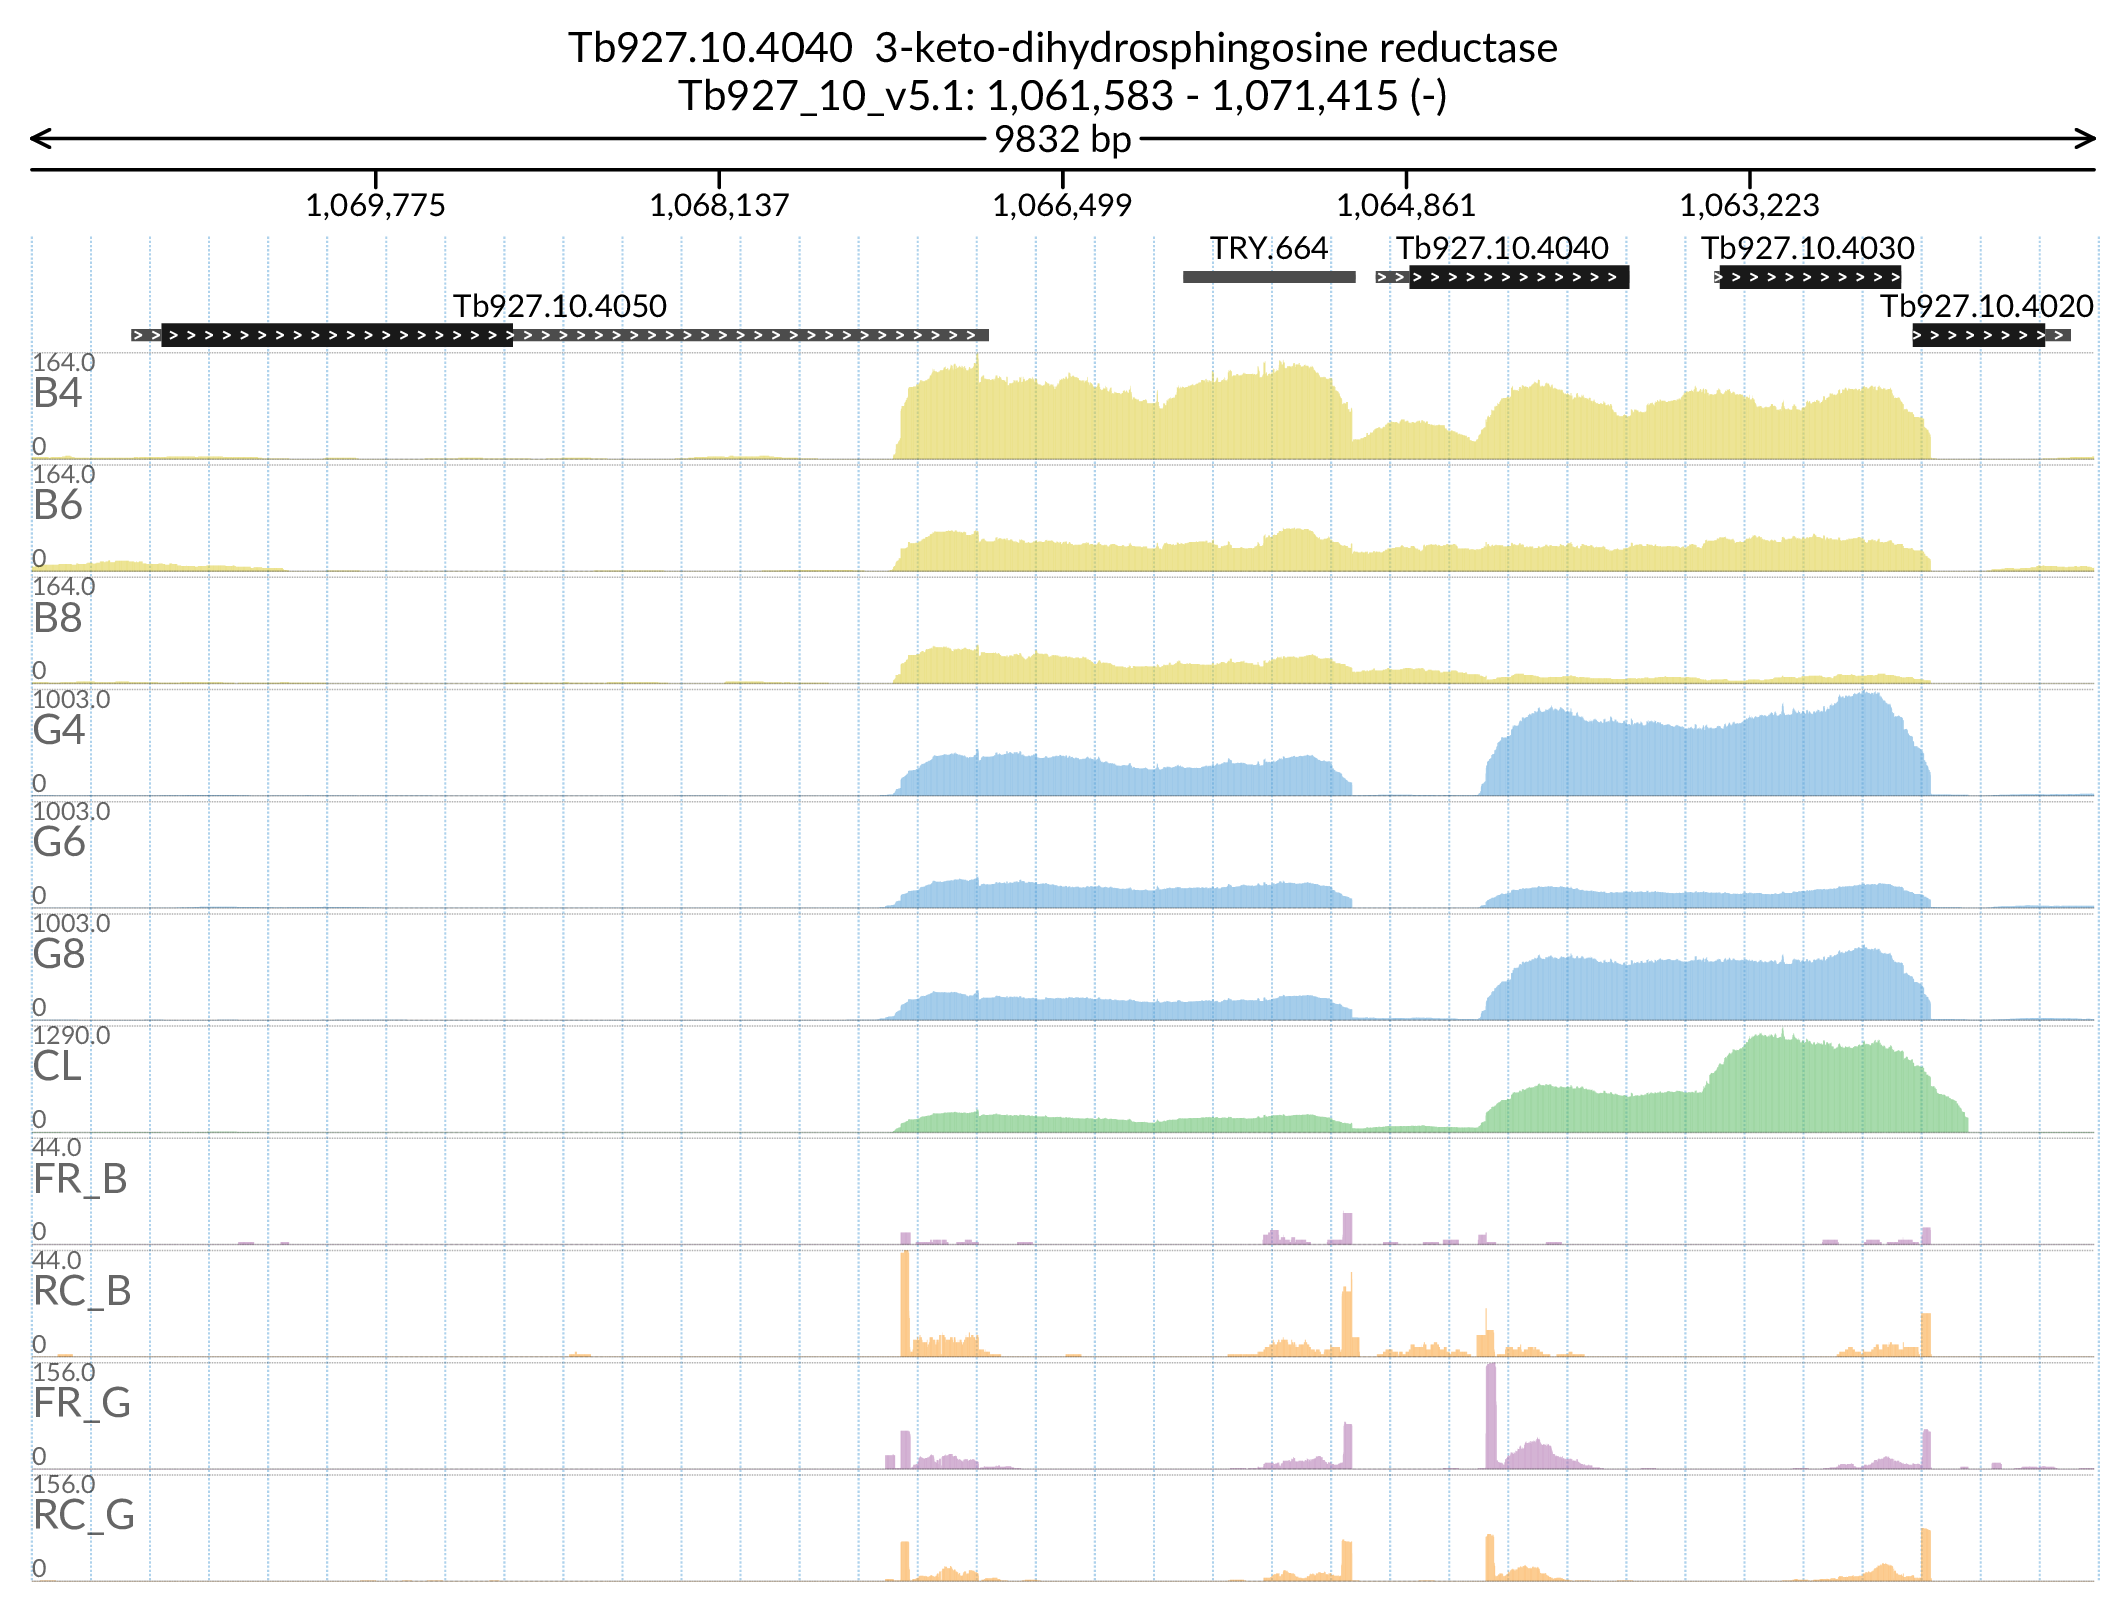 Tb927.10.4040  3-keto-dihydrosphingosine reductase
Tb927_10_v5.1: 1,061,583 - 1,071,415 (-)
9832 bp
1,069,775 1,068,137 1,066,499 1,064,861 1,063,223
TRY.664 Tb927.10.4040 Tb927.10.4030
Tb927.10.4050 Tb927.10.4020
164.0
B4
0
164.0
B6
0
164.0
B8
0
1003.0
G4
0
1003.0
G6
0
1003.0
G8
0
1290.0
CL
0
44.0
FR_B
0
44.0
RC_B
0
156.0
FR_G
0
156.0
RC_G
0